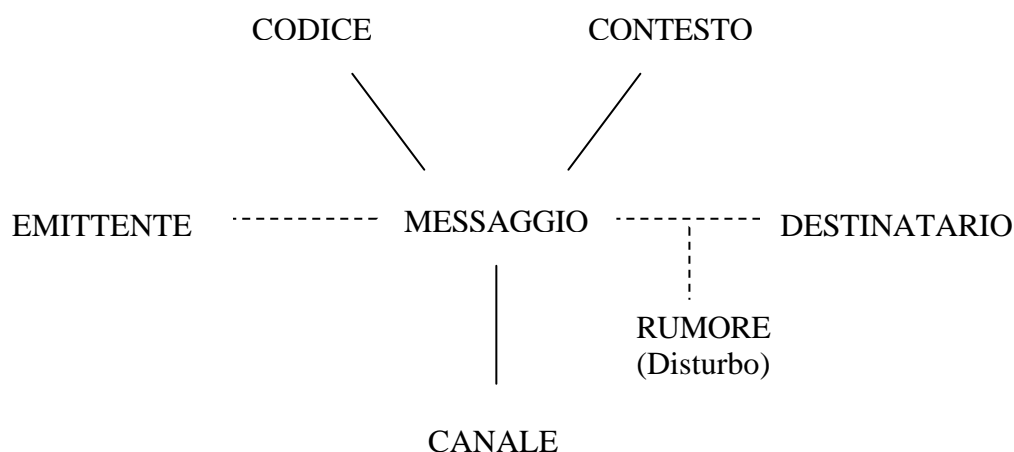 CODICE CONTESTO
EMITTENTE MESSAGGIO DESTINATARIO
RUMORE
(Disturbo)
CANALE